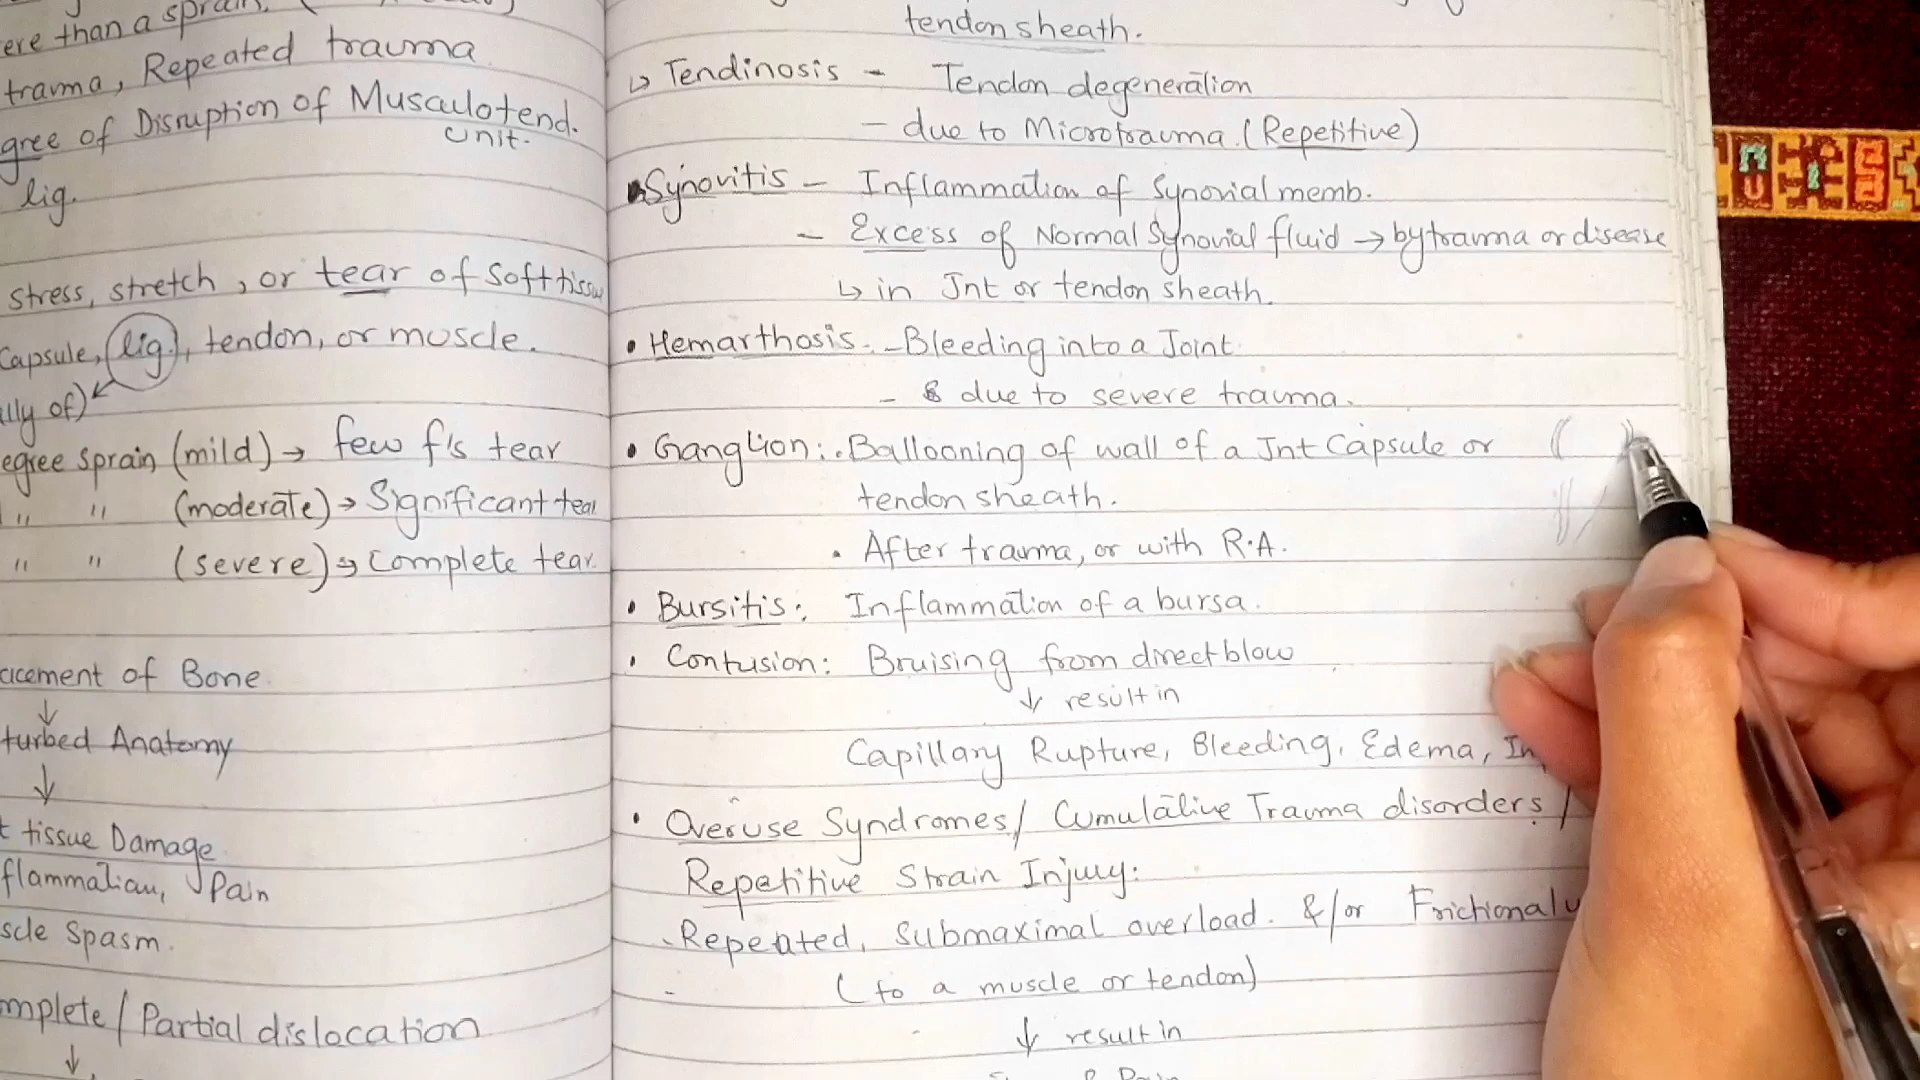 ere than a sprain.
trauma, Repeated trauma
gree of Disruption of Musculotend.
unit.
lig.
stress, stretch, or tear of Soft tissu
Capsule, (lig.), tendon, or muscle.
lly of)
egree sprain (mild) → few f's tear
" " (moderate) → Significant tear
" " (severe) → Complete tear.
acement of Bone
↓
turbed Anatomy
↓
t tissue Damage
flammation, Pain
scle Spasm.
mplete / Partial dislocation
↓
tendon sheath.
↳ Tendinosis - Tendon degeneration
- due to Microtrauma. (Repetitive)
• Synovitis - Inflammation of Synovial memb.
- Excess of Normal Synovial fluid → by trauma or disease
↳ in Jnt or tendon sheath.
• Hemarthosis. - Bleeding into a Joint.
- due to severe trauma.
• Ganglion: . Ballooning of wall of a Jnt Capsule or
tendon sheath.
. After trauma, or with R.A.
• Bursitis: Inflammation of a bursa.
• Contusion: Bruising from direct blow
↓ result in
Capillary Rupture, Bleeding, Edema, In
• Overuse Syndromes / Cumulative Trauma disorders /
Repetitive Strain Injury:
- Repeated, submaximal overload. &/or Frictional
- (to a muscle or tendon)
↓ result in